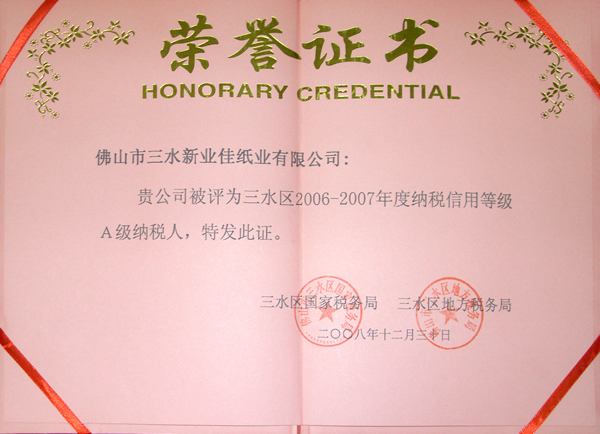 荣誉证书
HONORARY CREDENTIAL
佛山市三水新业佳纸业有限公司:
贵公司被评为三水区2006-2007年度纳税信用等级
A级纳税人，特发此证。
三水区国家税务局 三水区地方税务局
二〇〇八年十二月三十日